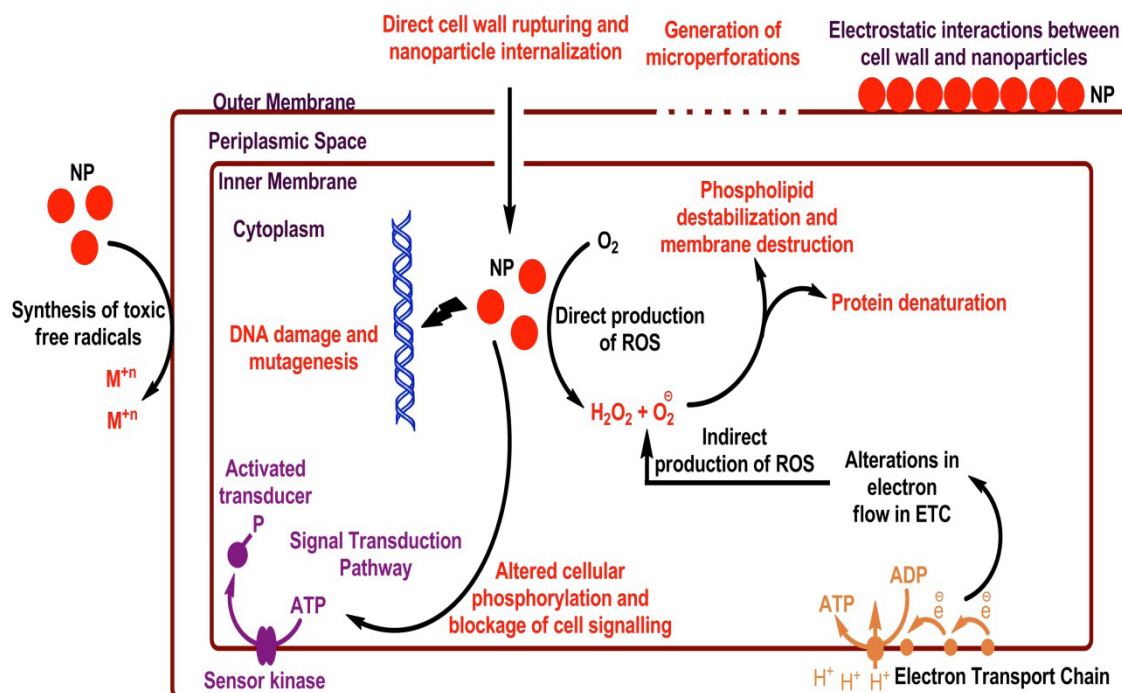 Direct cell wall rupturing and
nanoparticle internalization
Generation of
microperforations
Electrostatic interactions between
cell wall and nanoparticles
NP
Outer Membrane
Periplasmic Space
Inner Membrane
NP
Cytoplasm
Synthesis of toxic
free radicals
M+n
M+n
DNA damage and
mutagenesis
NP
O2
Direct production
of ROS
Phospholipid
destabilization and
membrane destruction
Protein denaturation
H2O2 + O2⊖
Indirect
production of ROS
Alterations in
electron
flow in ETC
Activated
transducer
P
Signal Transduction
Pathway
ATP
Sensor kinase
Altered cellular
phosphorylation and
blockage of cell signalling
ATP
ADP
⊖
e
⊖
e
H+ H+ H+
Electron Transport Chain